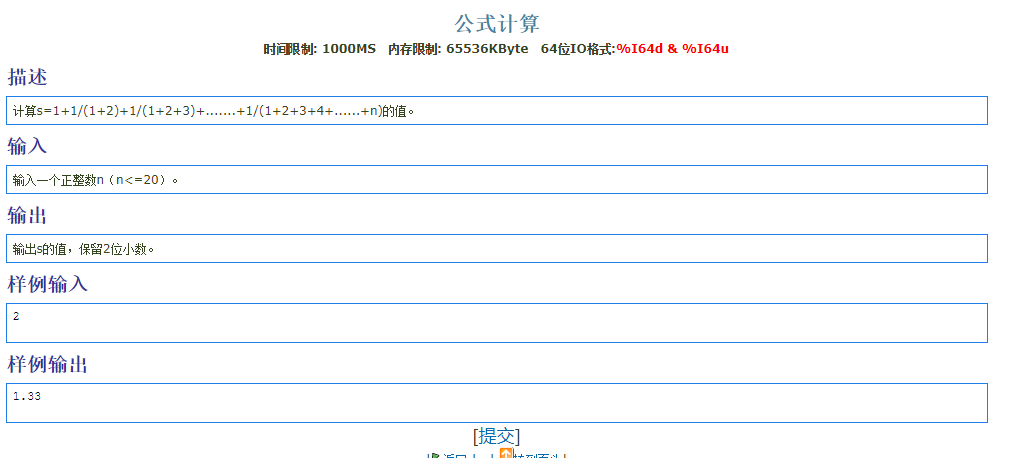 公式计算
时间限制: 1000MS 内存限制: 65536KByte 64位IO格式:%I64d & %I64u
描述
计算s=1+1/(1+2)+1/(1+2+3)+.......+1/(1+2+3+4+......+n)的值。
输入
输入一个正整数n（n<=20）。
输出
输出s的值，保留2位小数。
样例输入
2
样例输出
1.33
[提交]